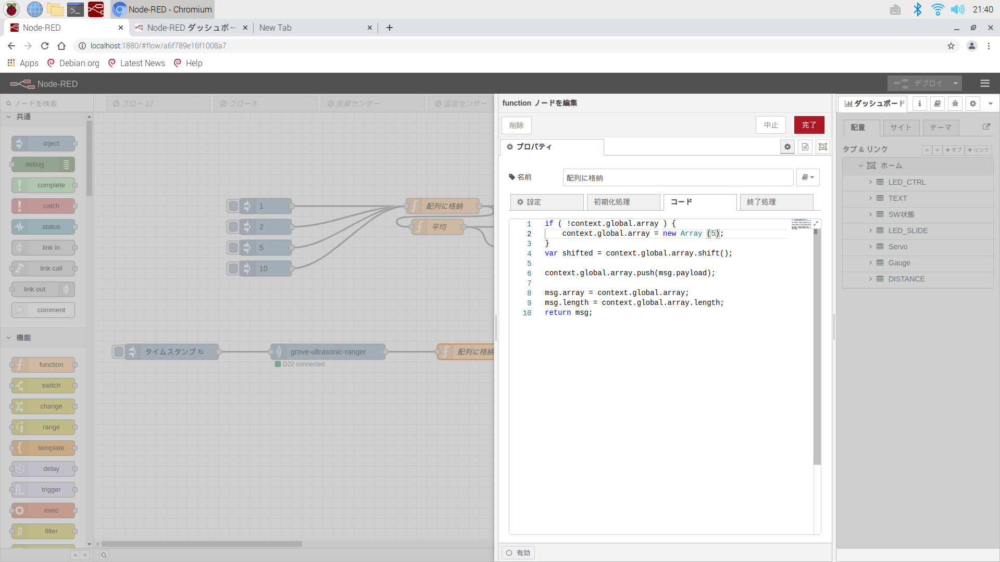 Node-RED - Chromium
21:40
Node-RED
Node-RED ダッシュボー
New Tab
localhost:1880/#flow/a6f789e16f1008a7
Apps
Debian.org
Latest News
Help
Node-RED
デプロイ
ノードを検索
フロー 12
フロー 8
距離センサー
温度センサー
共通
inject
debug
complete
catch
status
link in
link call
link out
comment
機能
function
switch
change
range
template
delay
trigger
exec
filter
1
2
5
10
配列に格納
平均
タイムスタンプ ↻
grove-ultrasonic-ranger
D22 connected
配列に格納
function ノードを編集
削除
中止
完了
プロパティ
名前
配列に格納
設定
初期化処理
コード
終了処理
1 if ( !context.global.array ) {
2     context.global.array = new Array (5);
3 }
4 var shifted = context.global.array.shift();
5
6 context.global.array.push(msg.payload);
7
8 msg.array = context.global.array;
9 msg.length = context.global.array.length;
10 return msg;
有効
ダッシュボード
配置
サイト
テーマ
タブ & リンク
+ タブ
+ リンク
ホーム
LED_CTRL
TEXT
SW状態
LED_SLIDE
Servo
Gauge
DISTANCE